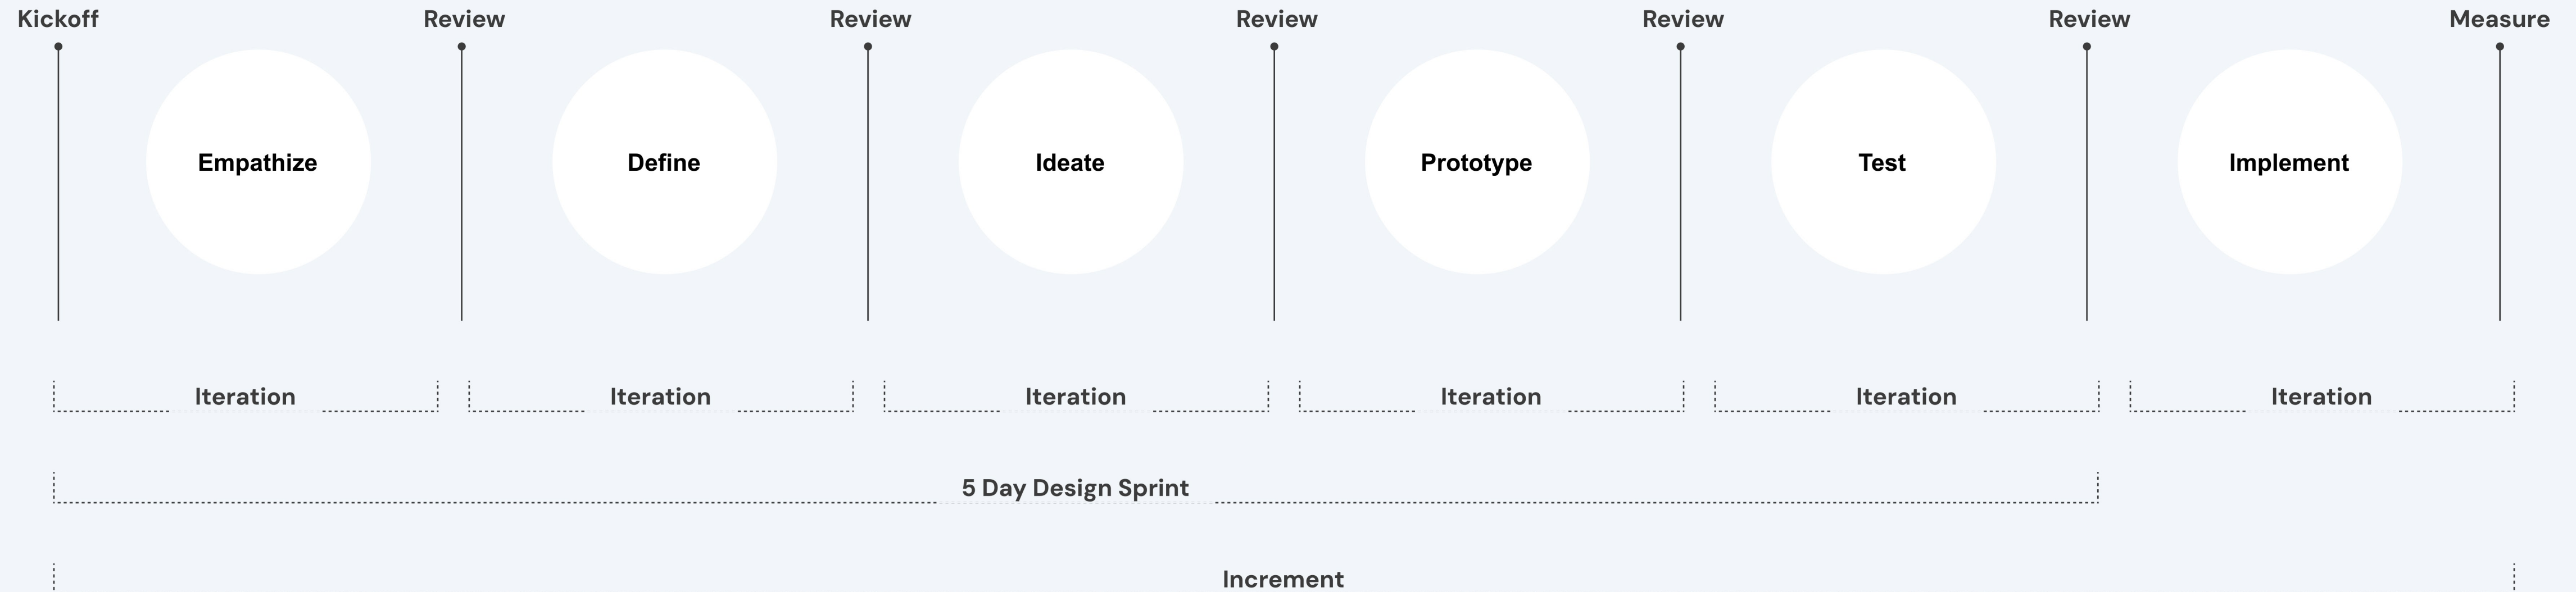 Kickoff Review Review Review Review Review Measure
Empathize Define Ideate Prototype Test Implement
Iteration Iteration Iteration Iteration Iteration Iteration
5 Day Design Sprint
Increment